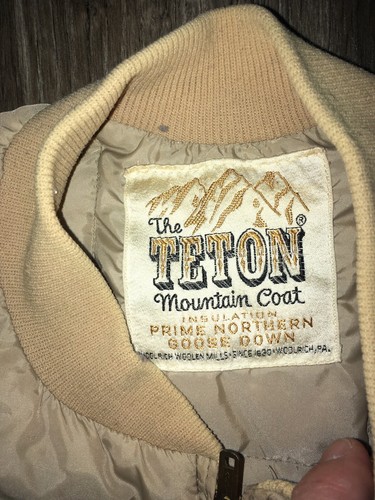 The
TETON®
Mountain Coat
INSULATION
PRIME NORTHERN
GOOSE DOWN
WOOLRICH WOOLEN MILLS • SINCE 1830 • WOOLRICH, PA.